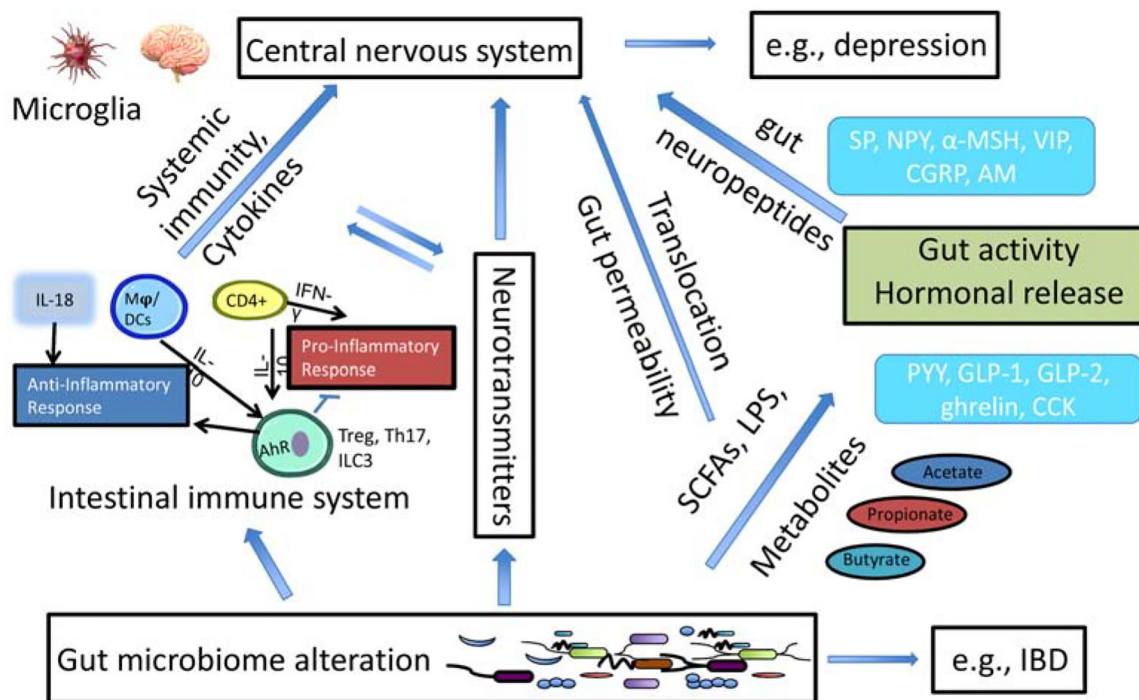 Central nervous system
e.g., depression
Microglia
Systemic
immunity,
Cytokines
gut
neuropeptides
SP, NPY, α-MSH, VIP,
CGRP, AM
Gut activity
Hormonal release
Translocation
Gut permeability
Neurotransmitters
IL-18
Mφ/
DCs
CD4+
IFN-
γ
IL-
10
IL-
10
Pro-Inflammatory
Response
Anti-Inflammatory
Response
AhR
Treg, Th17,
ILC3
Intestinal immune system
PYY, GLP-1, GLP-2,
ghrelin, CCK
SCFAs, LPS,
Metabolites
Acetate
Propionate
Butyrate
Gut microbiome alteration
e.g., IBD